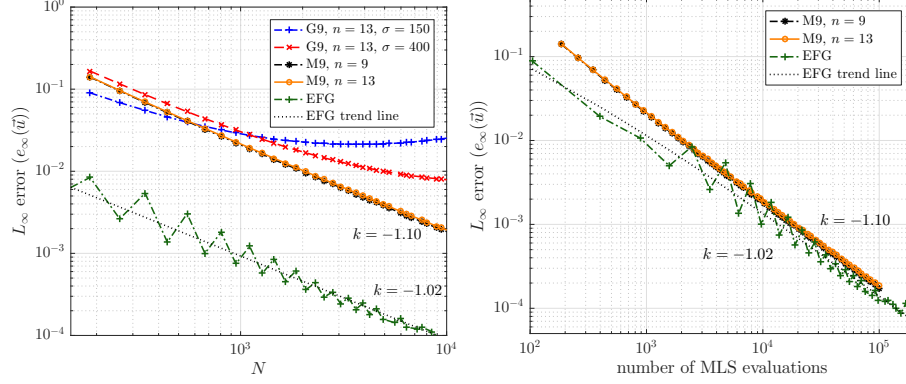 G9, n = 13, σ = 150
G9, n = 13, σ = 400
M9, n = 9
M9, n = 13
EFG
EFG trend line
10^0
10^-1
10^-2
10^-3
10^-4
L∞ error (e∞(u⃗))
k = −1.10
k = −1.02
10^3
10^4
N
M9, n = 9
M9, n = 13
EFG
EFG trend line
10^-1
10^-2
10^-3
10^-4
L∞ error (e∞(u⃗))
k = −1.10
k = −1.02
10^2
10^3
10^4
10^5
number of MLS evaluations